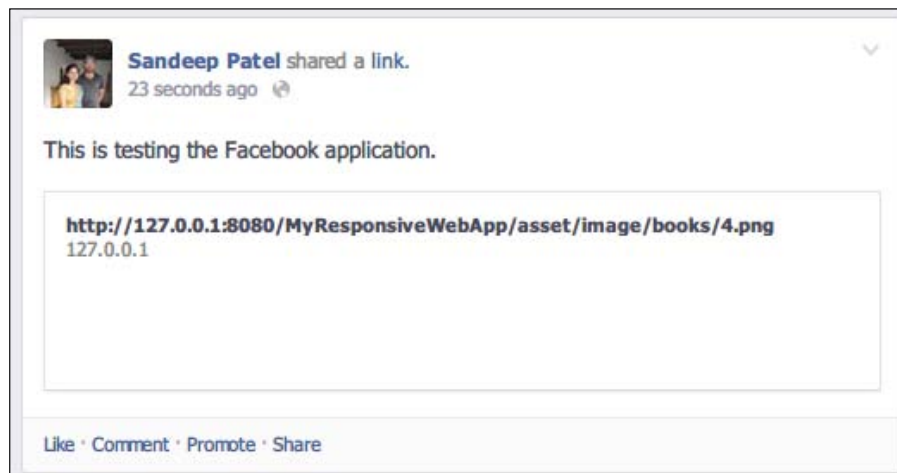 Sandeep Patel shared a link.
23 seconds ago
This is testing the Facebook application.
http://127.0.0.1:8080/MyResponsiveWebApp/asset/image/books/4.png
127.0.0.1
Like · Comment · Promote · Share